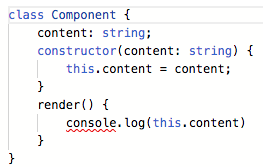 class Component {
    content: string;
    constructor(content: string) {
        this.content = content;
    }
    render() {
        console.log(this.content)
    }
}